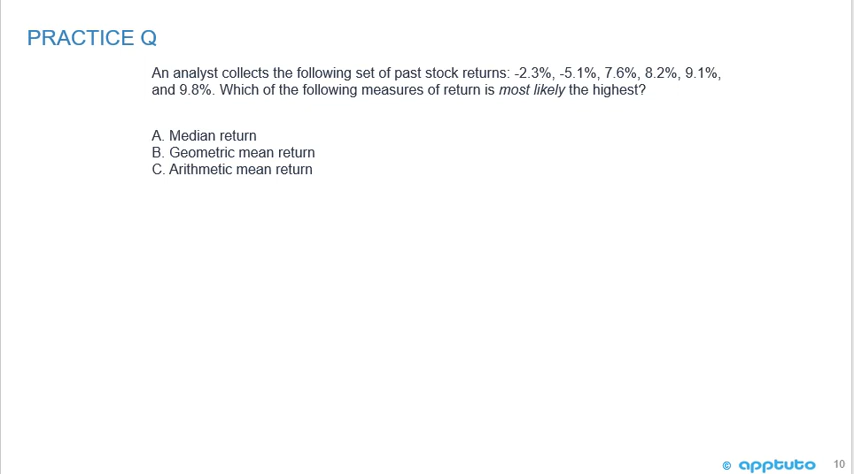 PRACTICE Q
An analyst collects the following set of past stock returns: -2.3%, -5.1%, 7.6%, 8.2%, 9.1%,
and 9.8%. Which of the following measures of return is most likely the highest?
A. Median return
B. Geometric mean return
C. Arithmetic mean return
© apptuto 10